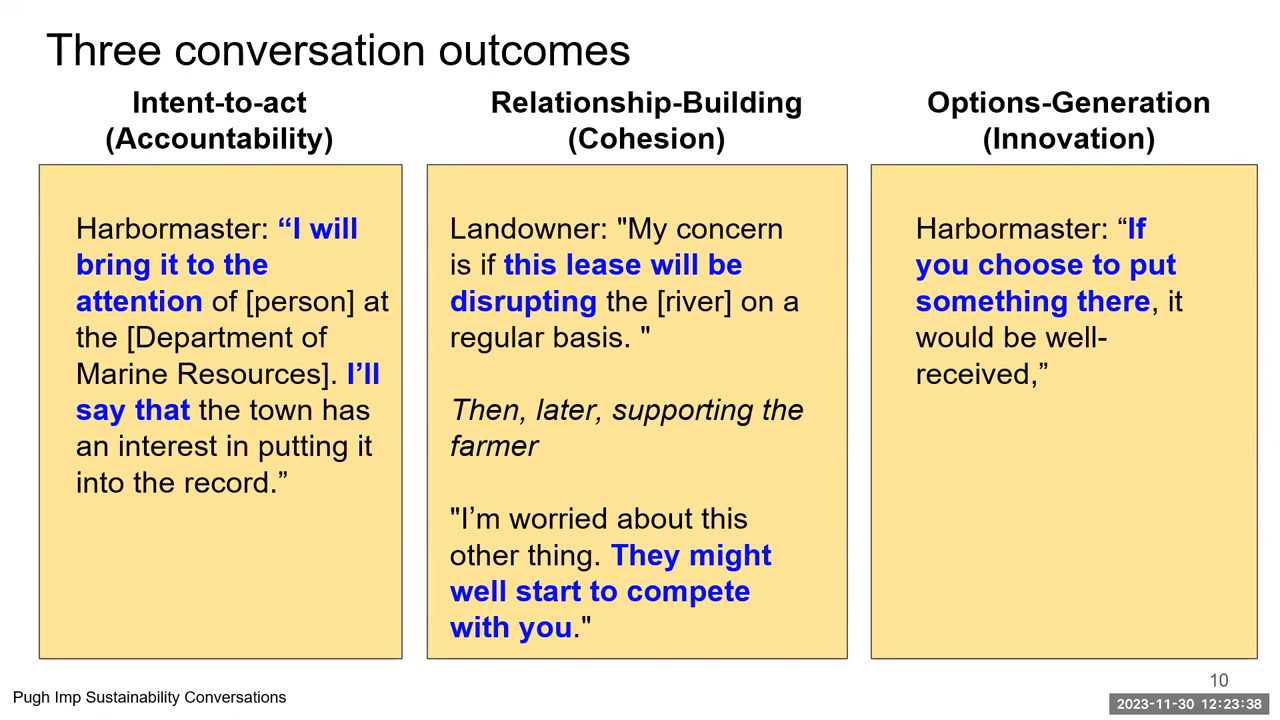 Three conversation outcomes
Intent-to-act
(Accountability)
Harbormaster: “I will
bring it to the
attention of [person] at
the [Department of
Marine Resources]. I’ll
say that the town has
an interest in putting it
into the record.”
Relationship-Building
(Cohesion)
Landowner: "My concern
is if this lease will be
disrupting the [river] on a
regular basis. "
Then, later, supporting the
farmer
"I’m worried about this
other thing. They might
well start to compete
with you."
Options-Generation
(Innovation)
Harbormaster: “If
you choose to put
something there, it
would be well-
received,”
Pugh Imp Sustainability Conversations
10
2023-11-30 12:23:38